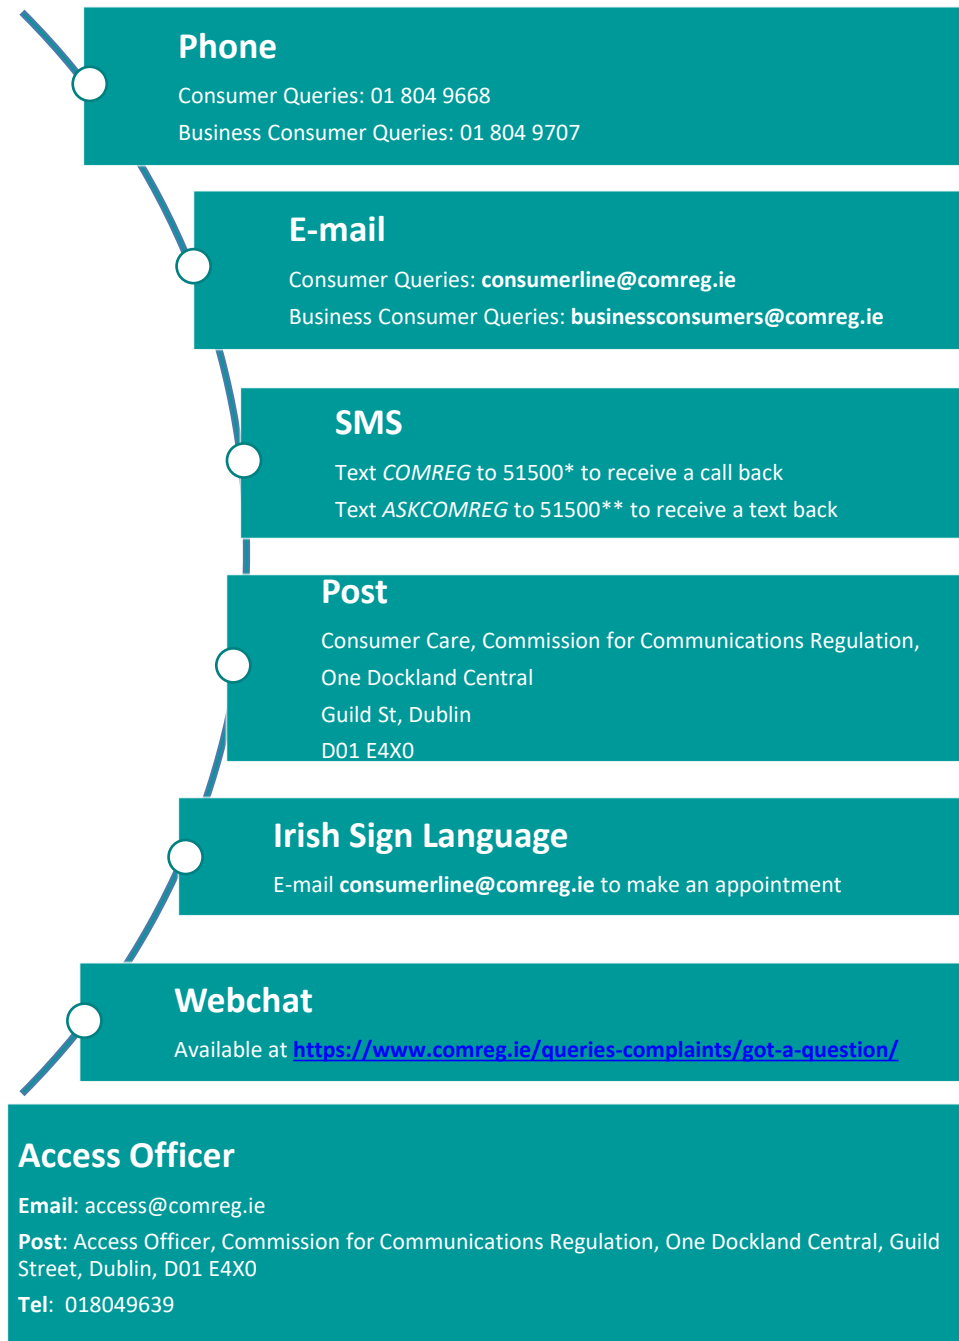 Phone
Consumer Queries: 01 804 9668
Business Consumer Queries: 01 804 9707
E-mail
Consumer Queries: consumerline@comreg.ie
Business Consumer Queries: businessconsumers@comreg.ie
SMS
Text COMREG to 51500* to receive a call back
Text ASKCOMREG to 51500** to receive a text back
Post
Consumer Care, Commission for Communications Regulation,
One Dockland Central
Guild St, Dublin
D01 E4X0
Irish Sign Language
E-mail consumerline@comreg.ie to make an appointment
Webchat
Available at https://www.comreg.ie/queries-complaints/got-a-question/
Access Officer
Email: access@comreg.ie
Post: Access Officer, Commission for Communications Regulation, One Dockland Central, Guild
Street, Dublin, D01 E4X0
Tel: 018049639